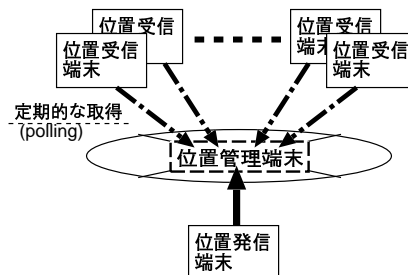 位置受信
端末
位置受信
端末
位置受信
端末
位置受信
端末
定期的な取得
(polling)
位置管理端末
位置発信
端末